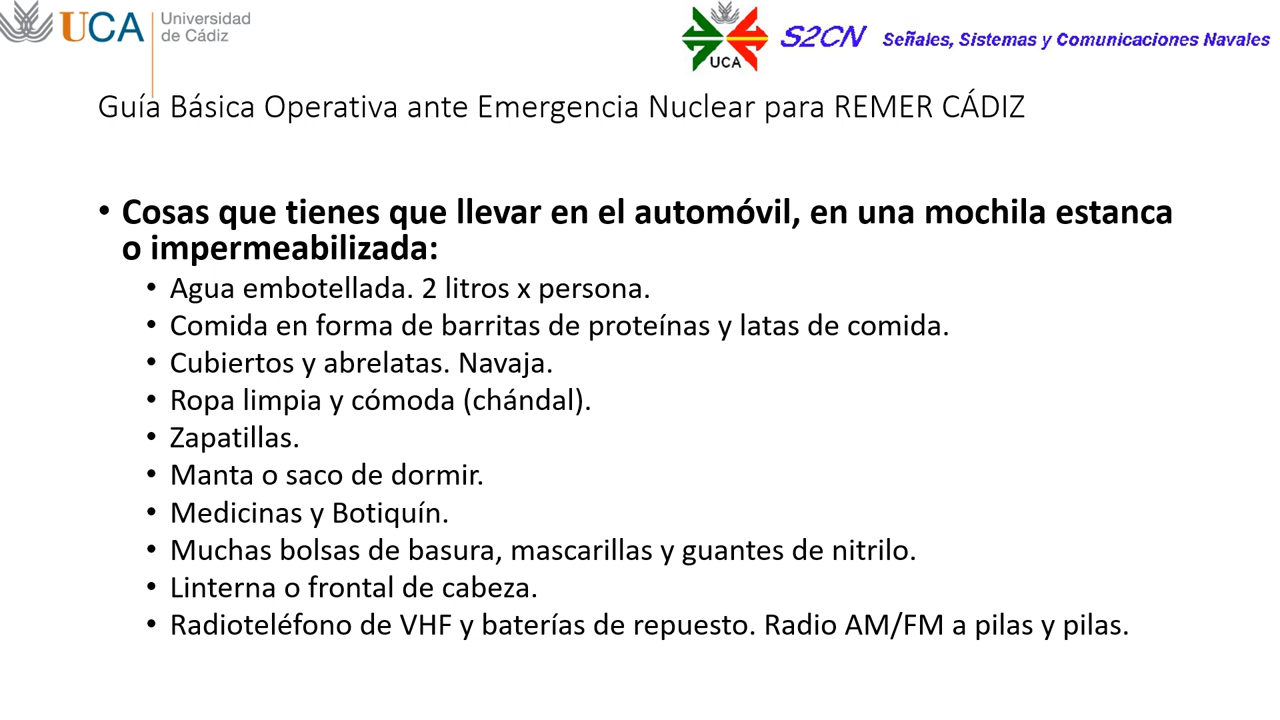 UCA Universidad
de Cádiz
UCA
S2CN Señales, Sistemas y Comunicaciones Navales
Guía Básica Operativa ante Emergencia Nuclear para REMER CÁDIZ
• Cosas que tienes que llevar en el automóvil, en una mochila estanca
o impermeabilizada:
• Agua embotellada. 2 litros x persona.
• Comida en forma de barritas de proteínas y latas de comida.
• Cubiertos y abrelatas. Navaja.
• Ropa limpia y cómoda (chándal).
• Zapatillas.
• Manta o saco de dormir.
• Medicinas y Botiquín.
• Muchas bolsas de basura, mascarillas y guantes de nitrilo.
• Linterna o frontal de cabeza.
• Radioteléfono de VHF y baterías de repuesto. Radio AM/FM a pilas y pilas.